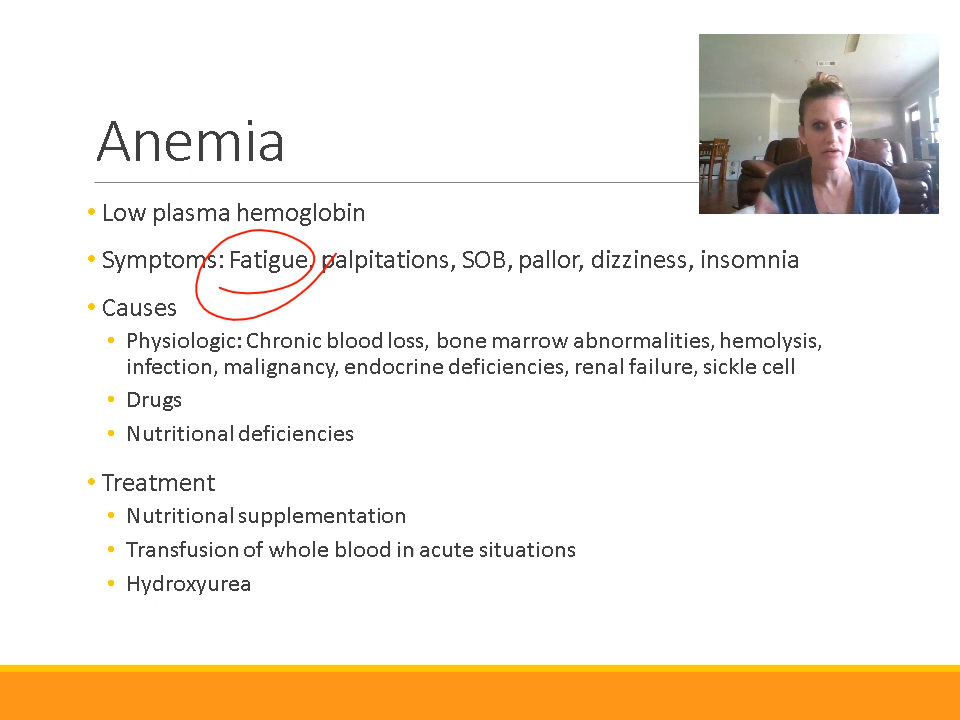 Anemia
• Low plasma hemoglobin
• Symptoms: Fatigue, palpitations, SOB, pallor, dizziness, insomnia
• Causes
• Physiologic: Chronic blood loss, bone marrow abnormalities, hemolysis,
infection, malignancy, endocrine deficiencies, renal failure, sickle cell
• Drugs
• Nutritional deficiencies
• Treatment
• Nutritional supplementation
• Transfusion of whole blood in acute situations
• Hydroxyurea